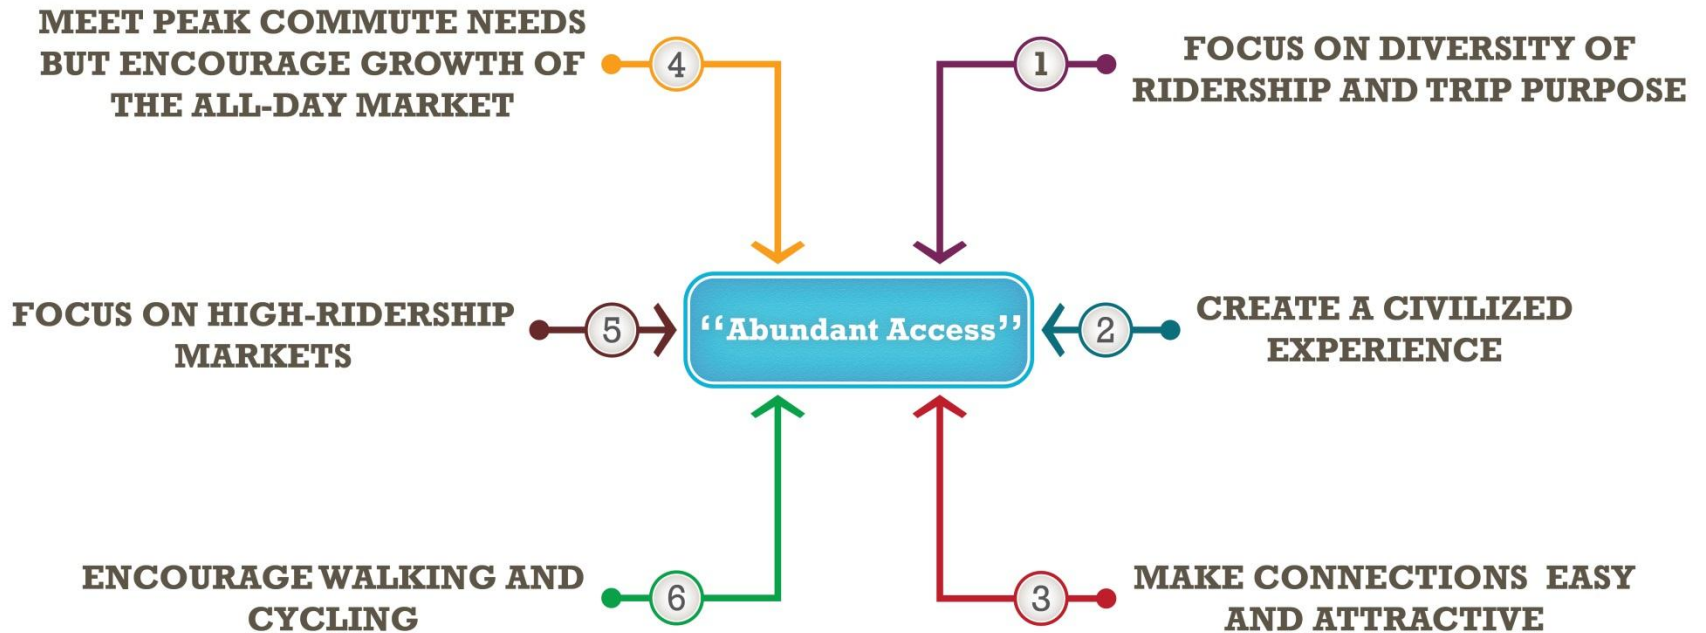 MEET PEAK COMMUTE NEEDS
BUT ENCOURAGE GROWTH OF
THE ALL-DAY MARKET
4
1
FOCUS ON DIVERSITY OF
RIDERSHIP AND TRIP PURPOSE
FOCUS ON HIGH-RIDERSHIP
MARKETS
5
“Abundant Access”
2
CREATE A CIVILIZED
EXPERIENCE
ENCOURAGE WALKING AND
CYCLING
6
3
MAKE CONNECTIONS EASY
AND ATTRACTIVE